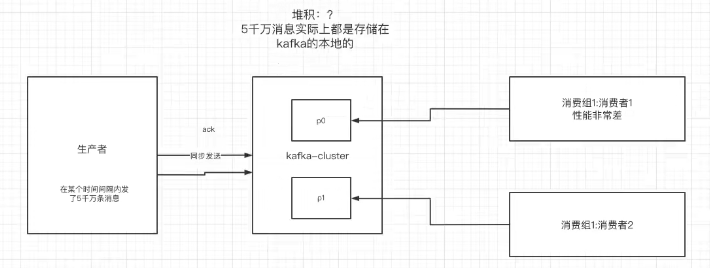 堆积：？
5千万消息实际上都是存储在
kafka的本地的
消费组1:消费者1
性能非常差
p0
ack
生产者
同步发送
kafka-cluster
在某个时间间隔内发
了5千万条消息
p1
消费组1:消费者2